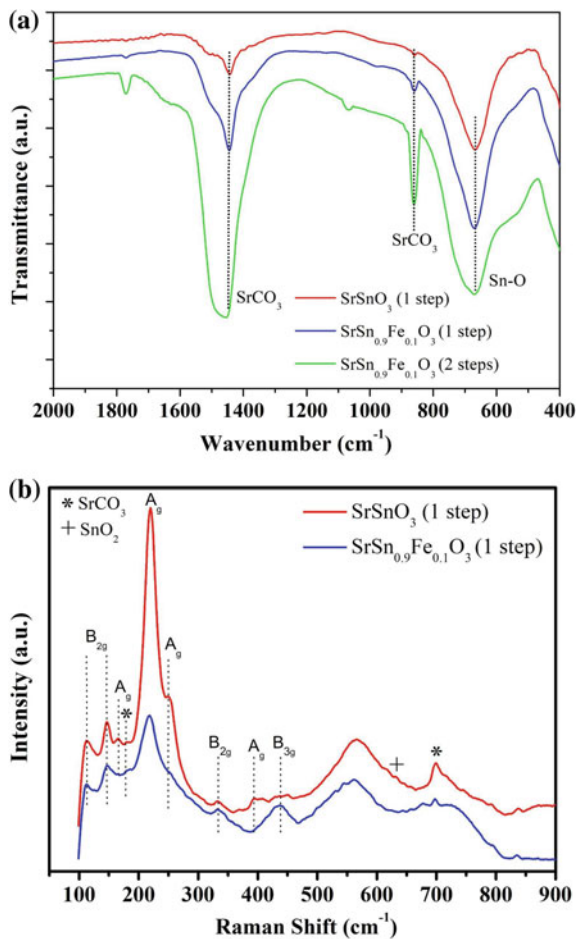 (a)
Transmittance (a.u.)
SrCO₃
SrCO₃
Sn-O
SrSnO₃ (1 step)
SrSn₀.₉Fe₀.₁O₃ (1 step)
SrSn₀.₉Fe₀.₁O₃ (2 steps)
2000 1800 1600 1400 1200 1000 800 600 400
Wavenumber (cm⁻¹)
(b)
* SrCO₃
+ SnO₂
SrSnO₃ (1 step)
SrSn₀.₉Fe₀.₁O₃ (1 step)
Intensity (a.u.)
B₂g
Ag
*
Ag
Ag
B₂g
Ag
B₃g
+
*
100 200 300 400 500 600 700 800 900
Raman Shift (cm⁻¹)